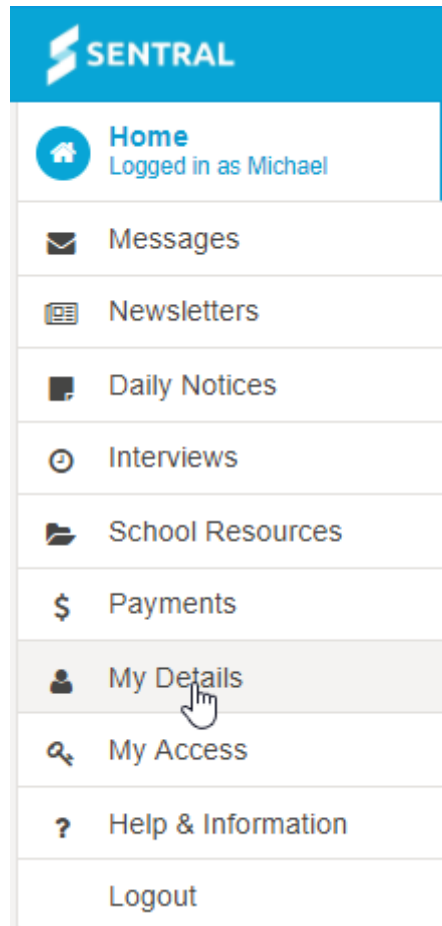 SENTRAL
Home
Logged in as Michael
Messages
Newsletters
Daily Notices
Interviews
School Resources
$ Payments
My Details
My Access
? Help & Information
Logout